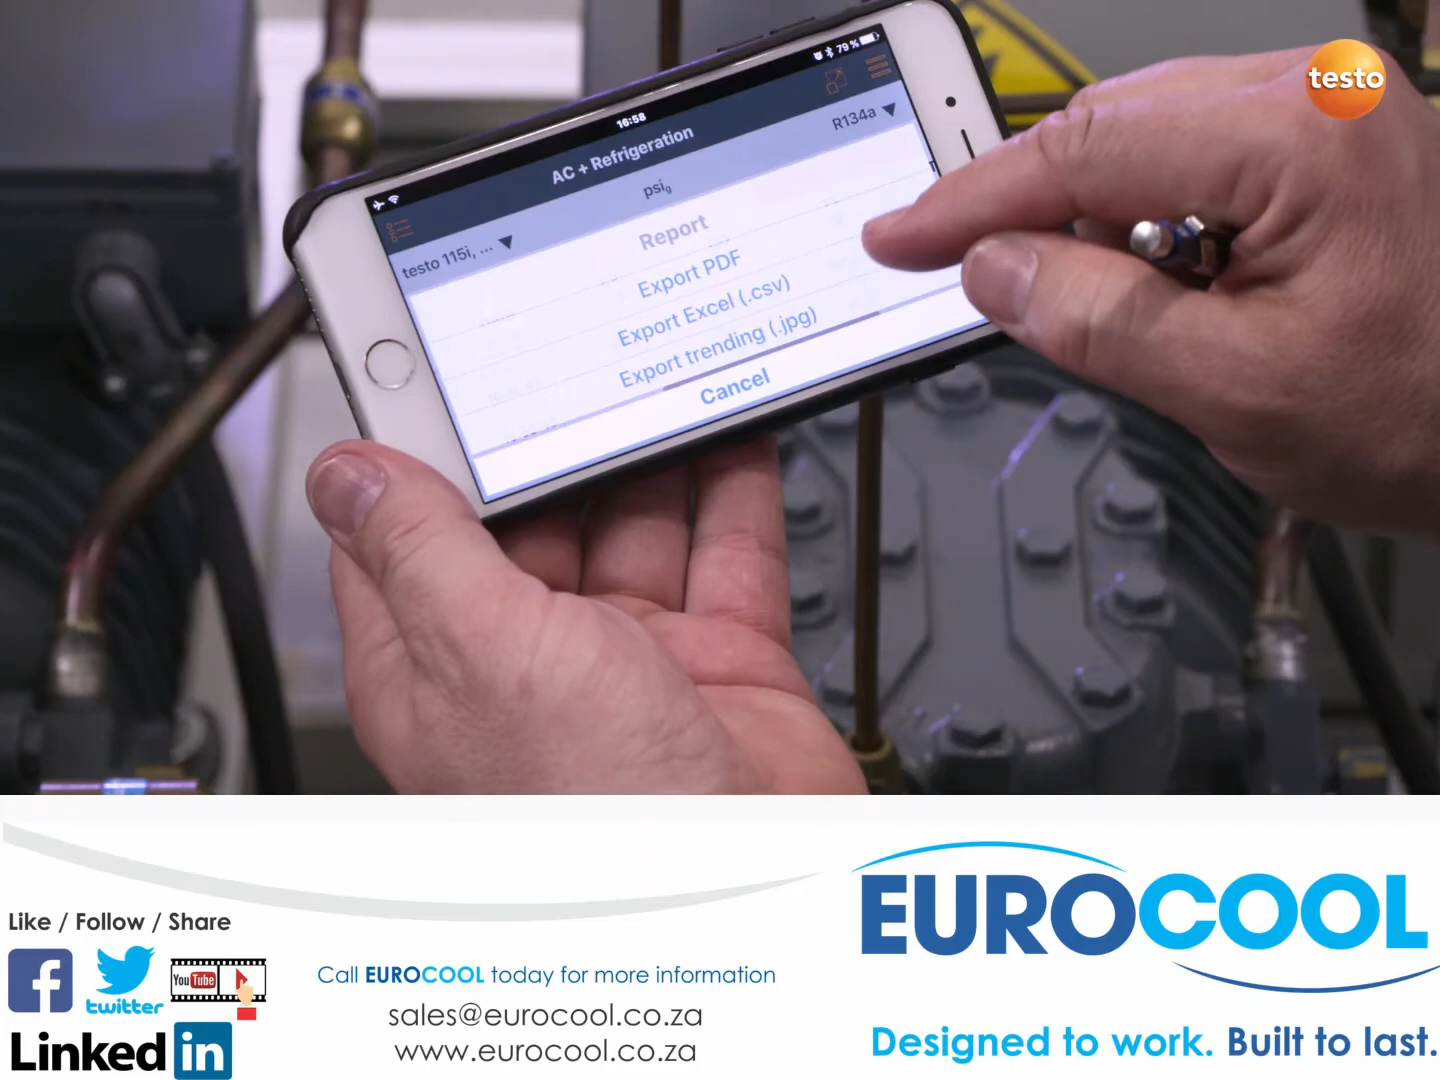 testo
79 %
16:58
AC + Refrigeration
testo 115i, ...
psig
R134a
Report
Export PDF
Export Excel (.csv)
Export trending (.jpg)
Cancel
Like / Follow / Share
f
twitter
You Tube
Linked in
Call EUROCOOL today for more information
sales@eurocool.co.za
www.eurocool.co.za
EUROCOOL
Designed to work. Built to last.